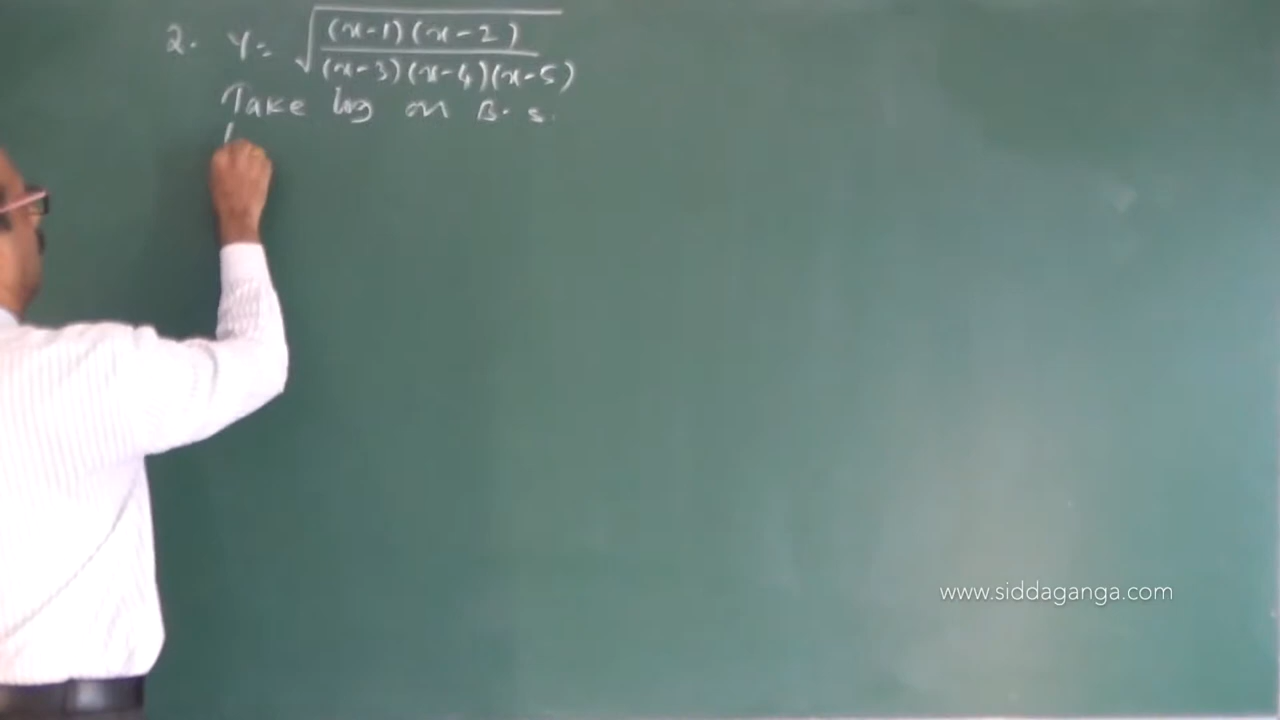 2. y = √((x-1)(x-2) / (x-3)(x-4)(x-5))
Take log on B.S.
www.siddaganga.com